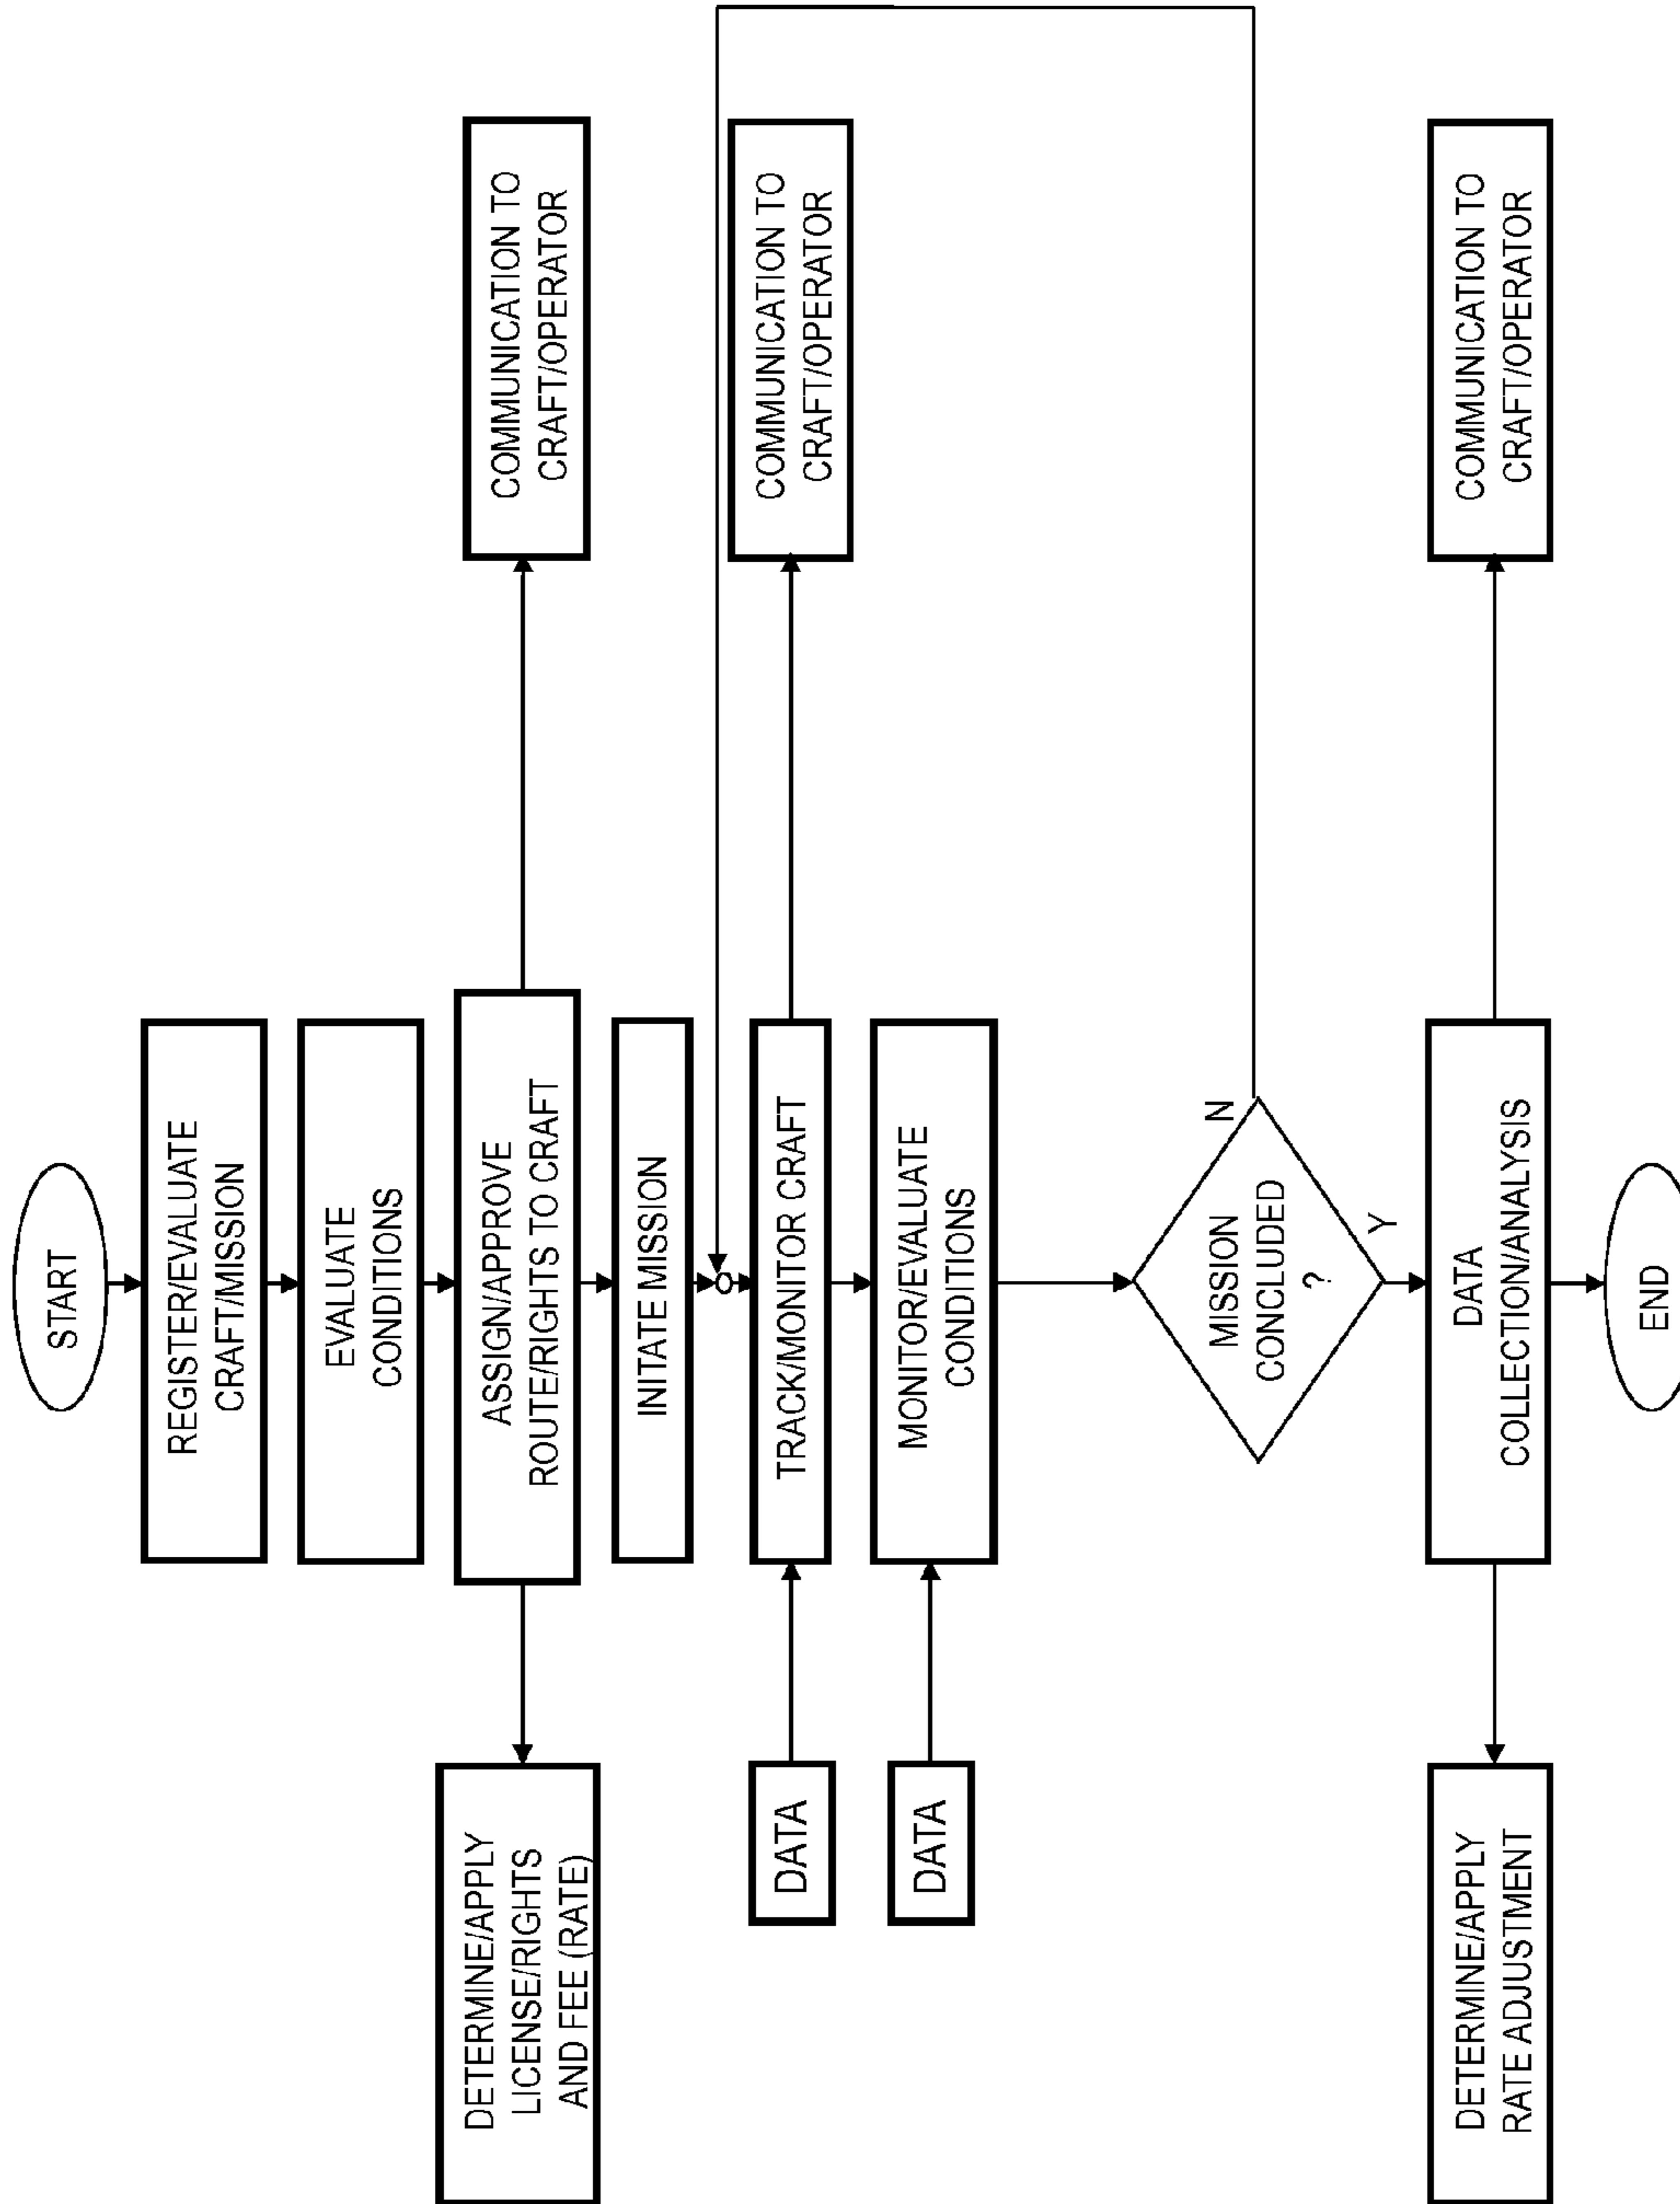 START
REGISTER/EVALUATE
CRAFT/MISSION
EVALUATE
CONDITIONS
DETERMINE/APPLY
LICENSE/RIGHTS
AND FEE (RATE)
ASSIGN/APPROVE
ROUTE/RIGHTS TO CRAFT
COMMUNICATION TO
CRAFT/OPERATOR
INITATE MISSION
DATA
TRACK/MONITOR CRAFT
COMMUNICATION TO
CRAFT/OPERATOR
DATA
MONITOR/EVALUATE
CONDITIONS
MISSION
CONCLUDED
?
N
Y
DETERMINE/APPLY
RATE ADJUSTMENT
DATA
COLLECTION/ANALYSIS
COMMUNICATION TO
CRAFT/OPERATOR
END